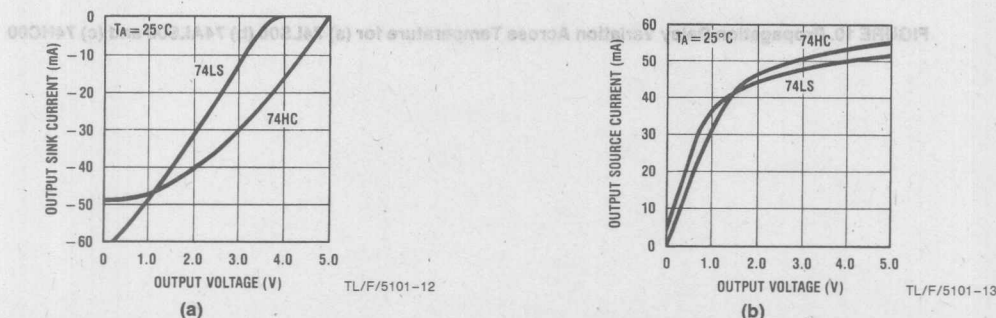 FIGURE 10. Propagation Delay Variation Across Temperature for (a) 74LS00 (b) 74ALS00 and (c) 74HC00
OUTPUT SINK CURRENT (mA)
0
−10
−20
−30
−40
−50
−60
TA = 25°C
74LS
74HC
0.0 1.0 2.0 3.0 4.0 5.0
OUTPUT VOLTAGE (V)
TL/F/5101–12
(a)
OUTPUT SOURCE CURRENT (mA)
60
50
40
30
20
10
0
TA = 25°C
74HC
74LS
0.0 1.0 2.0 3.0 4.0 5.0
OUTPUT VOLTAGE (V)
TL/F/5101–13
(b)